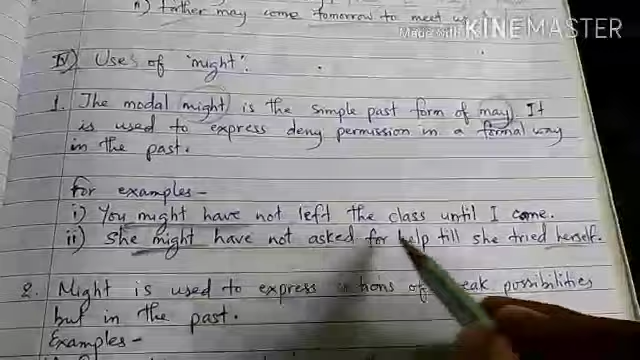 ii) Father may come tomorrow to meet
Made with KINEMASTER
IV) Uses of 'might'.
1. The modal might is the simple past form of may. It
is used to express deny permission in a formal way
in the past.
for examples-
i) You might have not left the class until I come.
ii) She might have not asked for help till she tried herself.
2. Might is used to express of possibilities
but in the past.
Examples-